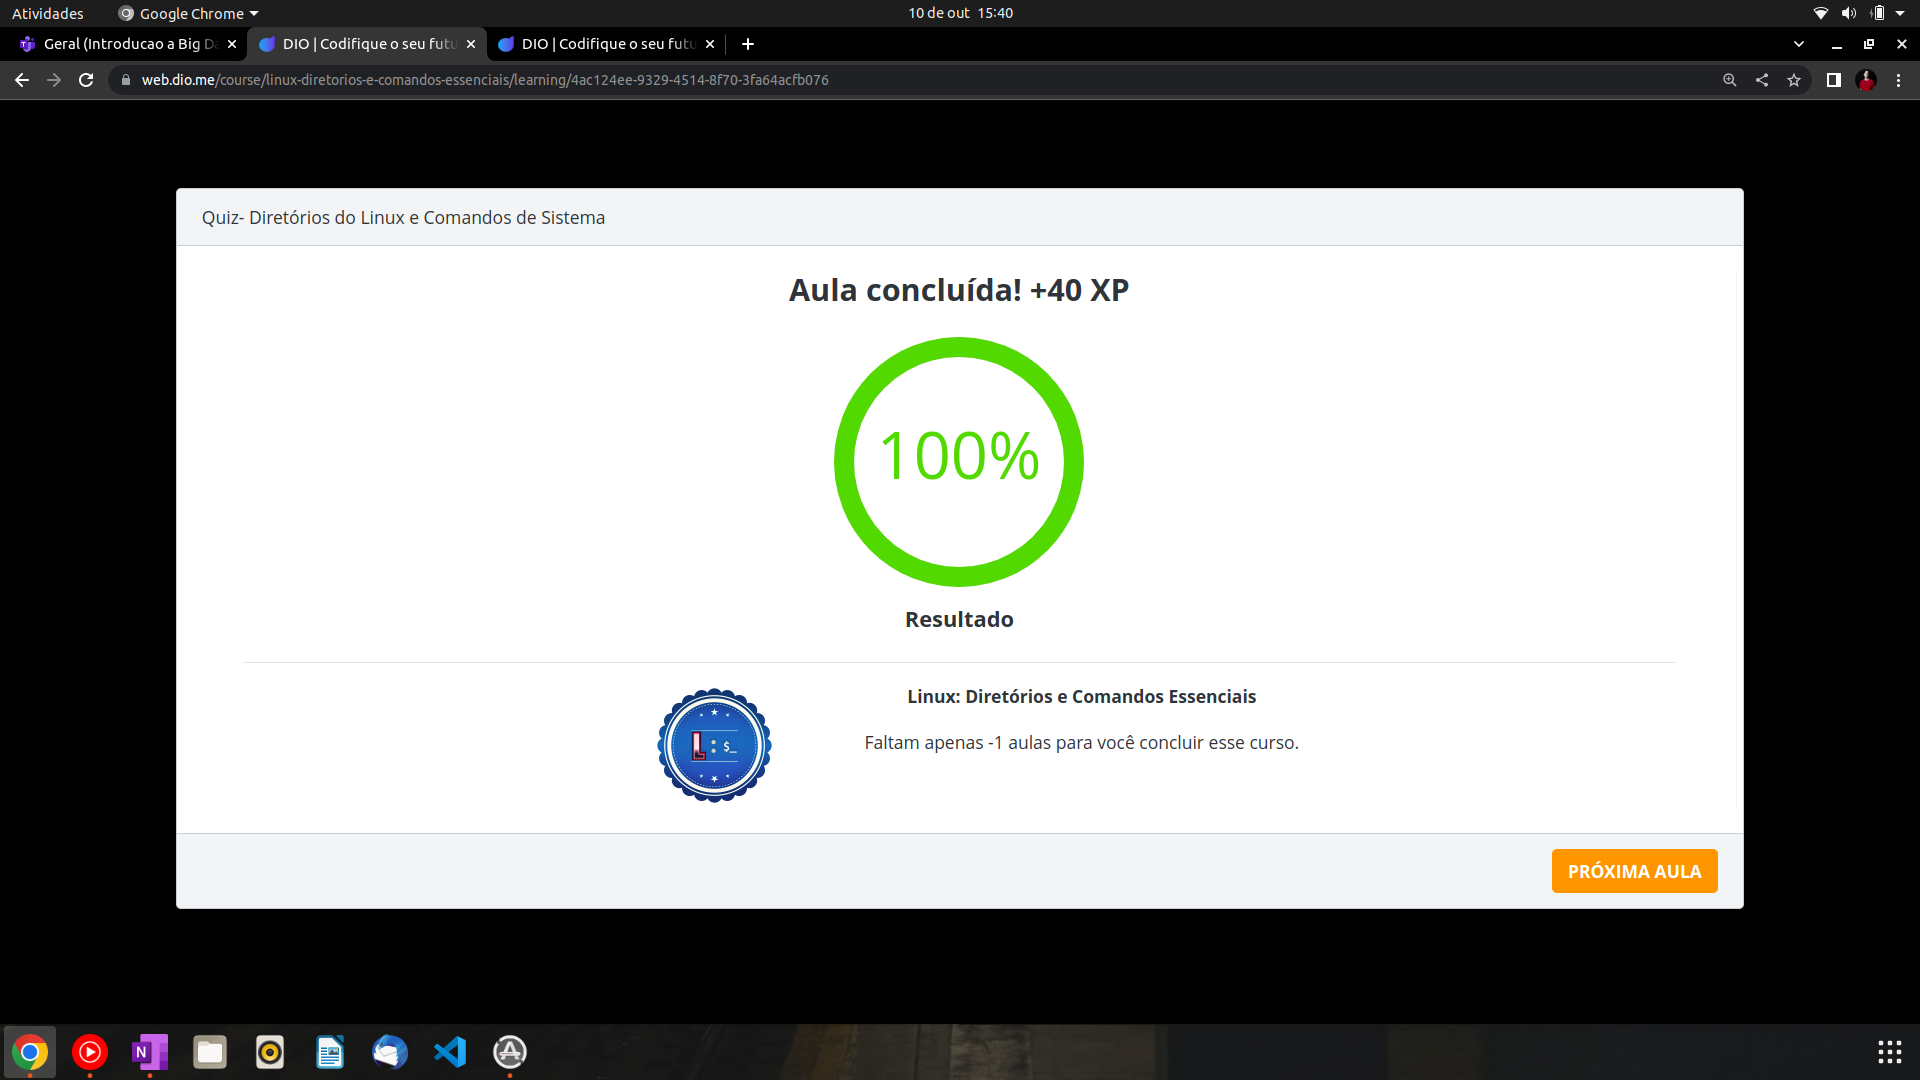 Atividades
Google Chrome
10 de out 15:40
Geral (Introducao a Big Da
DIO | Codifique o seu futu
DIO | Codifique o seu futu
web.dio.me/course/linux-diretorios-e-comandos-essenciais/learning/4ac124ee-9329-4514-8f70-3fa64acfb076
Quiz- Diretórios do Linux e Comandos de Sistema
Aula concluída! +40 XP
100%
Resultado
L:$_
Linux: Diretórios e Comandos Essenciais
Faltam apenas -1 aulas para você concluir esse curso.
PRÓXIMA AULA
N